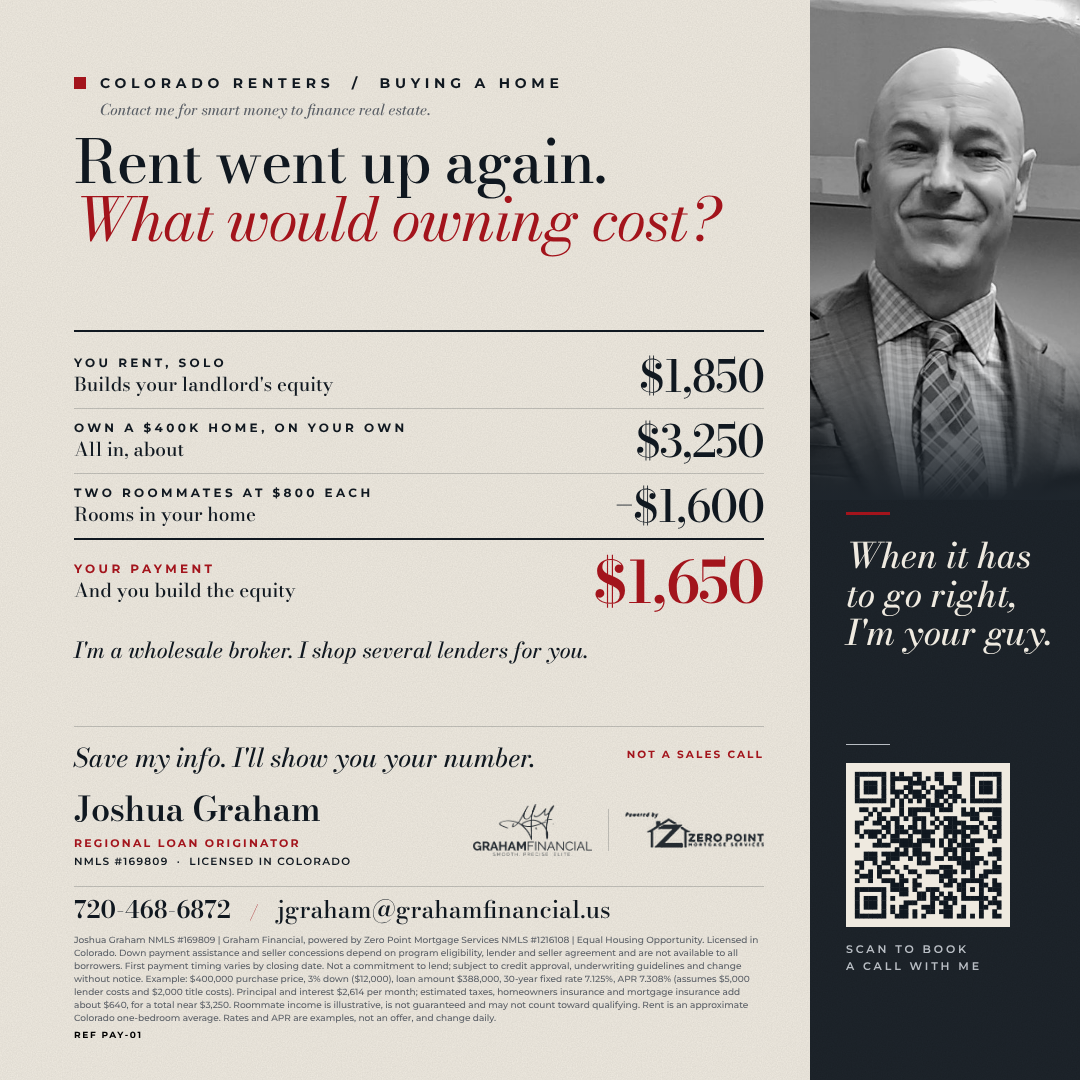 COLORADO RENTERS / BUYING A HOME
Contact me for smart money to finance real estate.
Rent went up again.
What would owning cost?
YOU RENT, SOLO
Builds your landlord's equity
$1,850
OWN A $400K HOME, ON YOUR OWN
All in, about
$3,250
TWO ROOMMATES AT $800 EACH
Rooms in your home
–$1,600
YOUR PAYMENT
And you build the equity
$1,650
I'm a wholesale broker. I shop several lenders for you.
Save my info. I'll show you your number.
NOT A SALES CALL
Joshua Graham
REGIONAL LOAN ORIGINATOR
NMLS #169809 · LICENSED IN COLORADO
GRAHAMFINANCIAL
SMOOTH. PRECISE. ELITE.
Powered by
ZERO POINT
MORTGAGE SERVICES
720-468-6872 / jgraham@grahamfinancial.us
Joshua Graham NMLS #169809 | Graham Financial, powered by Zero Point Mortgage Services NMLS #1216108 | Equal Housing Opportunity. Licensed in
Colorado. Down payment assistance and seller concessions depend on program eligibility, lender and seller agreement and are not available to all
borrowers. First payment timing varies by closing date. Not a commitment to lend; subject to credit approval, underwriting guidelines and change
without notice. Example: $400,000 purchase price, 3% down ($12,000), loan amount $388,000, 30-year fixed rate 7.125%, APR 7.308% (assumes $5,000
lender costs and $2,000 title costs). Principal and interest $2,614 per month; estimated taxes, homeowners insurance and mortgage insurance add
about $640, for a total near $3,250. Roommate income is illustrative, is not guaranteed and may not count toward qualifying. Rent is an approximate
Colorado one-bedroom average. Rates and APR are examples, not an offer, and change daily.
REF PAY-01
When it has
to go right,
I'm your guy.
SCAN TO BOOK
A CALL WITH ME